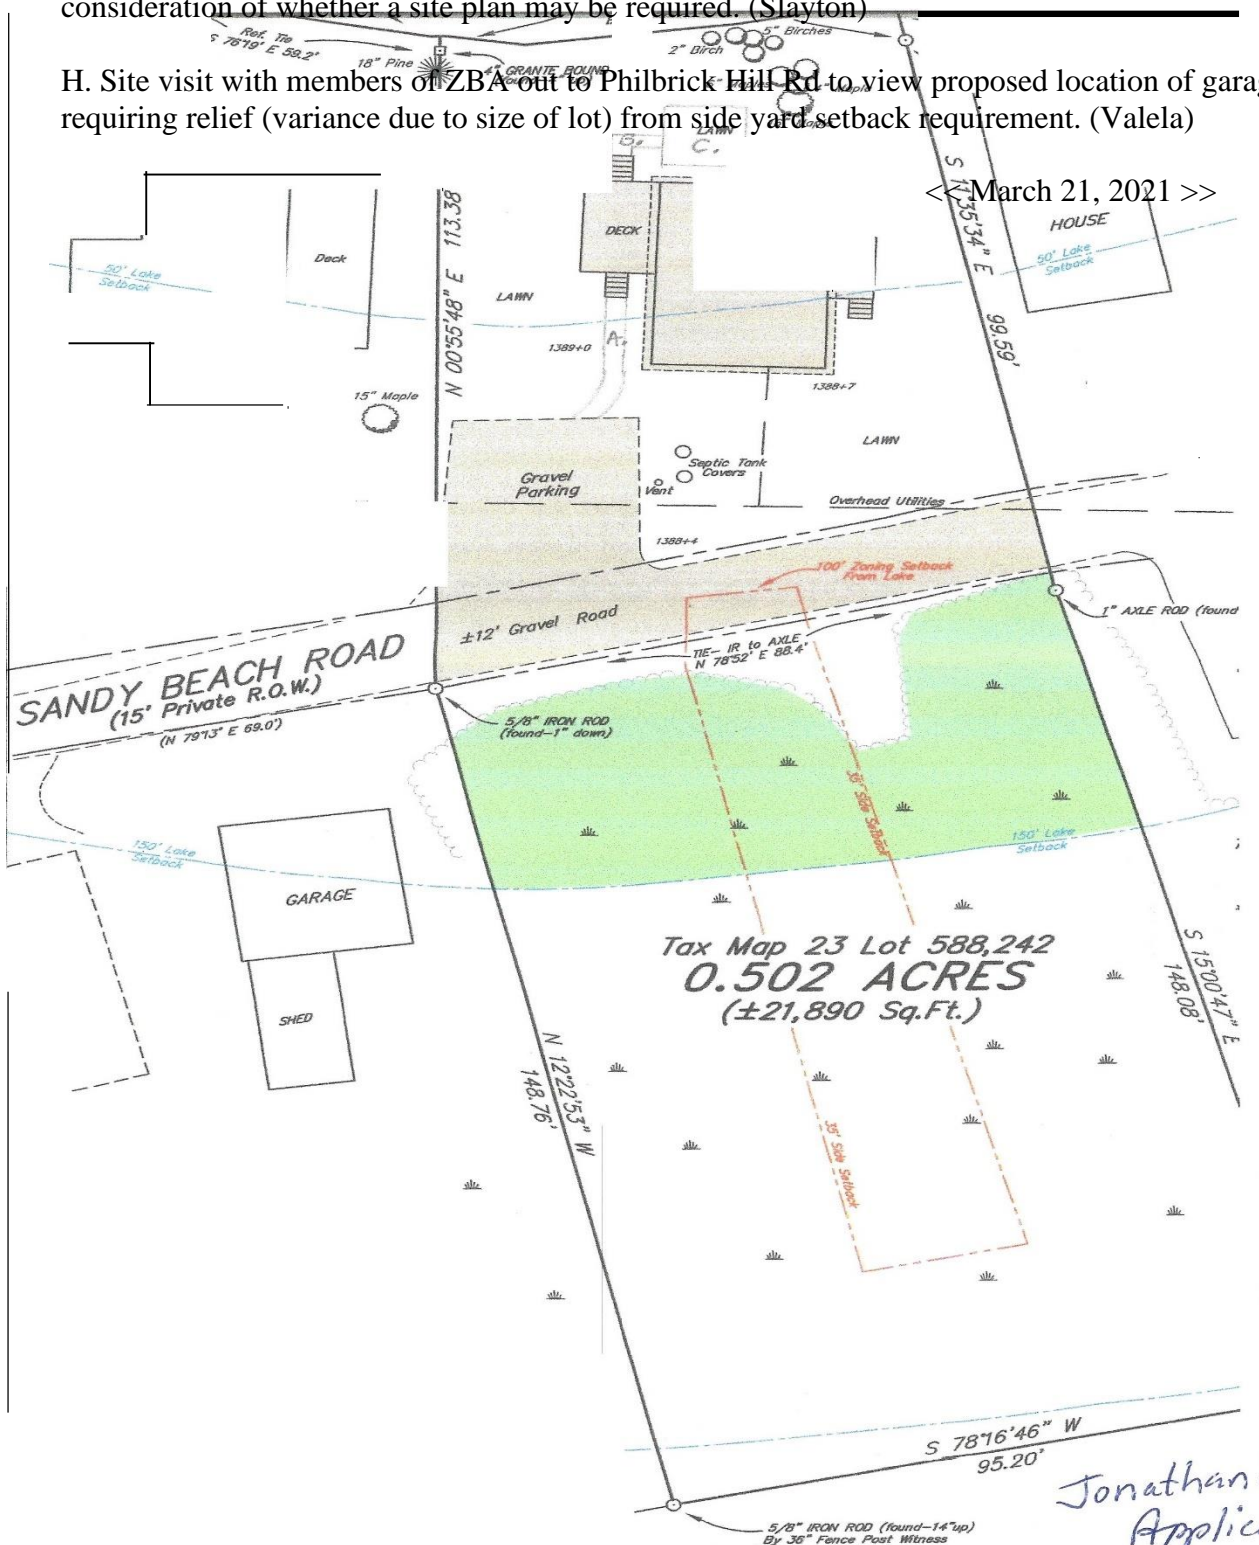 consideration of whether a site plan may be required. (Slayton)
Ref. Tie
S 76°19' E 59.2'
18" Pine
4" GRANTE BOUND
2" Birch
5" Birches
H. Site visit with members of ZBA out to Philbrick Hill Rd to view proposed location of garag
requiring relief (variance due to size of lot) from side yard setback requirement. (Valela)
LAWN
B.
C.
<< March 21, 2021 >>
HOUSE
DECK
Deck
50' Lake
Setback
50' Lake
Setback
N 00°55'48" E 113.38
S 11°35'34" E 99.59'
LAWN
1389+0
A.
1388+7
15" Maple
LAWN
Septic Tank
Covers
Gravel
Parking
Vent
Overhead Utilities
1388+4
100' Zoning Setback
From Lake
1" AXLE ROD (found
±12' Gravel Road
TIE- IR to AXLE
N 78°52' E 88.4'
SANDY BEACH ROAD
(15' Private R.O.W.)
(N 79°13' E 69.0')
5/8" IRON ROD
(found-1" down)
35' Side Setback
150' Lake
Setback
150' Lake
Setback
GARAGE
SHED
Tax Map 23 Lot 588,242
0.502 ACRES
(±21,890 Sq.Ft.)
S 15°00'47" E
148.08'
N 12°22'53" W
148.76'
35' Side Setback
S 78°16'46" W
95.20'
Jonathan
Applic
5/8" IRON ROD (found-14"up)
By 36" Fence Post Witness